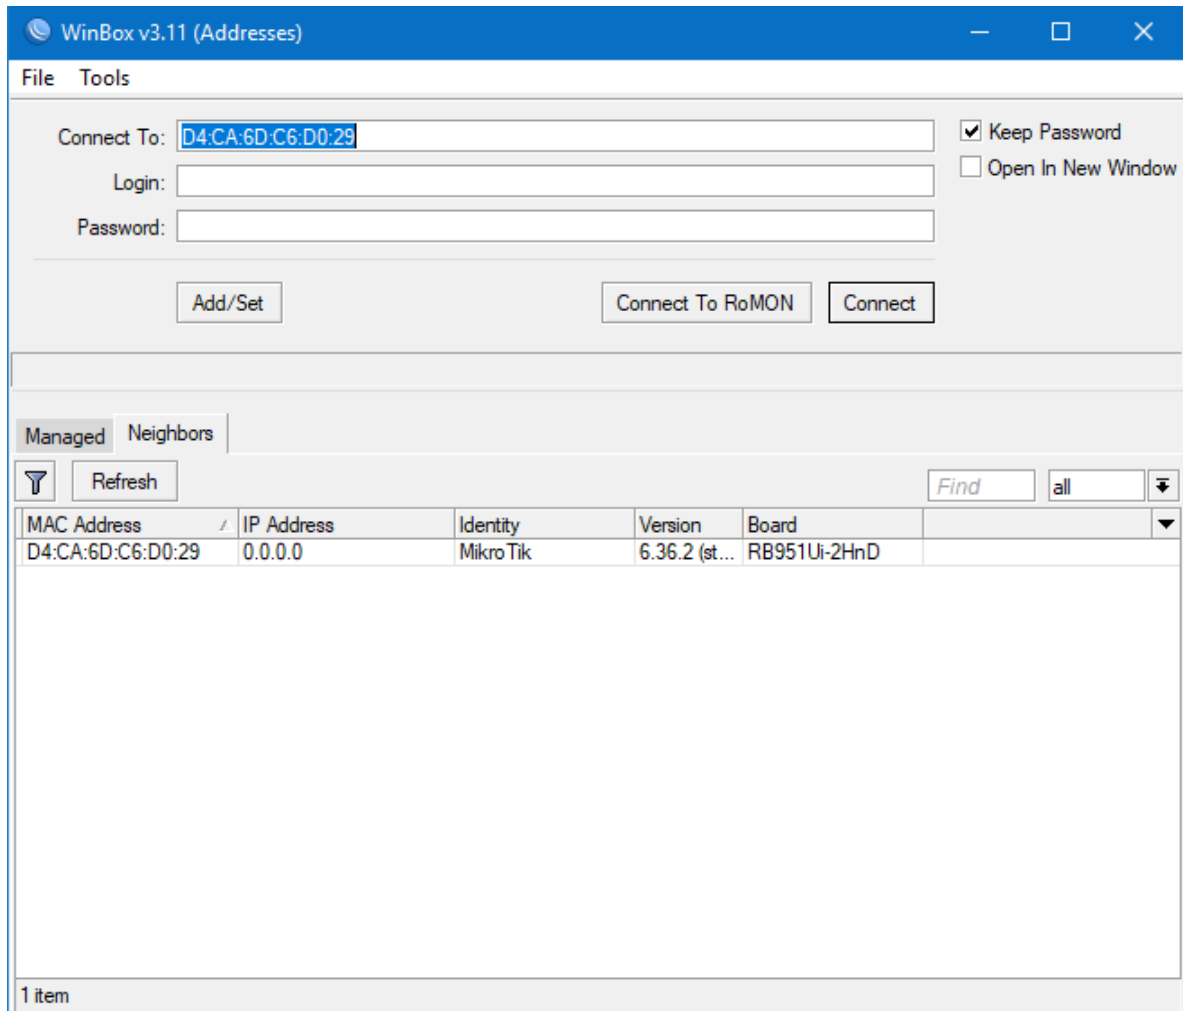 WinBox v3.11 (Addresses)
File Tools
Connect To: D4:CA:6D:C6:D0:29
Keep Password
Login:
Open In New Window
Password:
Add/Set Connect To RoMON Connect
Managed Neighbors
Refresh Find all
MAC Address IP Address Identity Version Board
D4:CA:6D:C6:D0:29 0.0.0.0 MikroTik 6.36.2 (st... RB951Ui-2HnD
1 item